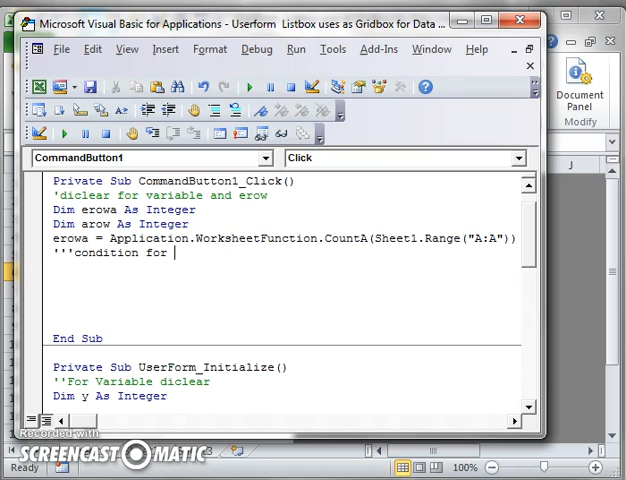 Microsoft Visual Basic for Applications - Userform Listbox uses as Gridbox for Data ...
File Edit View Insert Format Debug Run Tools Add-Ins Window Help
CommandButton1 Click
Private Sub CommandButton1_Click()
'diclear for variable and erow
Dim erowa As Integer
Dim arow As Integer
erowa = Application.WorksheetFunction.CountA(Sheet1.Range("A:A"))
'''condition for
End Sub
Private Sub UserForm_Initialize()
''For Variable diclear
Dim y As Integer
Document
Panel
Modify
J
Recorded with
SCREENCAST MATIC
Ready
100%